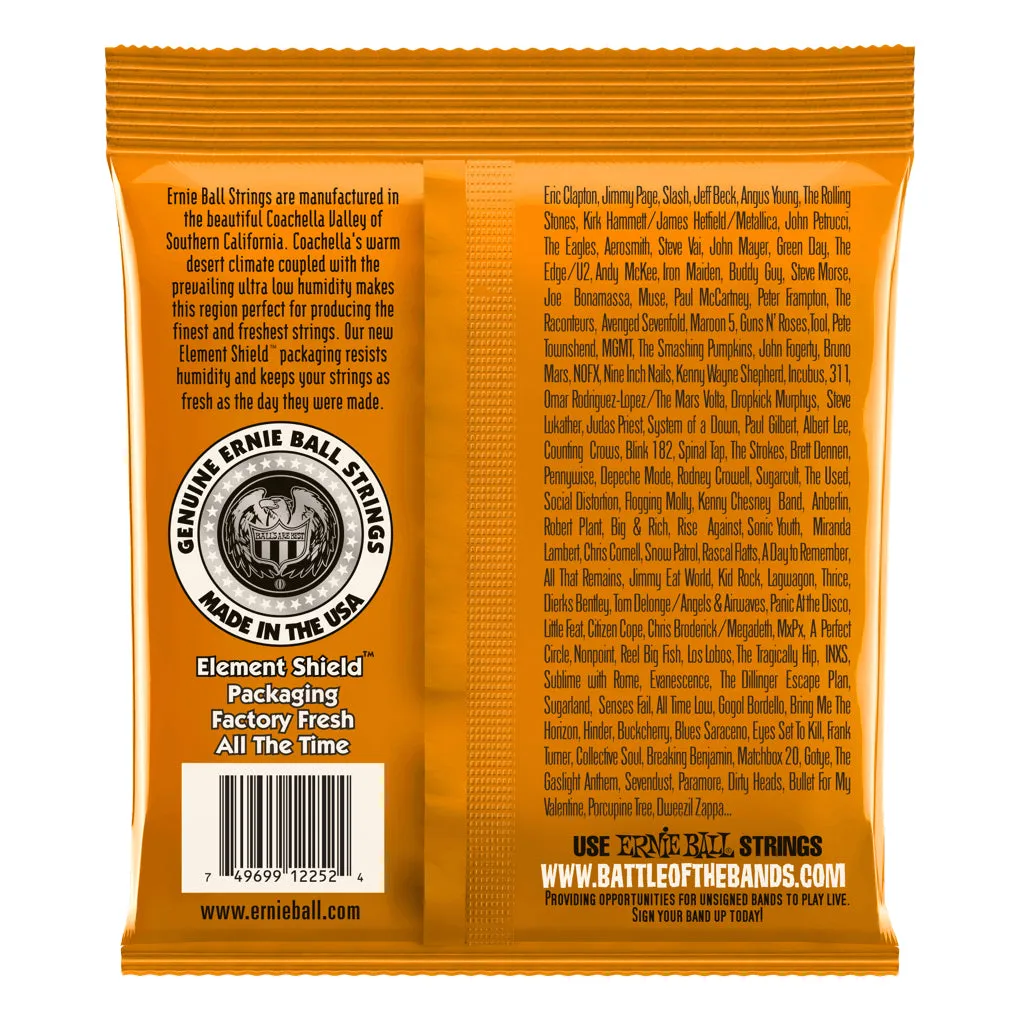 Ernie Ball Strings are manufactured in
the beautiful Coachella Valley of
Southern California. Coachella's warm
desert climate coupled with the
prevailing ultra low humidity makes
this region perfect for producing the
finest and freshest strings. Our new
Element Shield™ packaging resists
humidity and keeps your strings as
fresh as the day they were made.
GENUINE ERNIE BALL STRINGS
BALLS ARE BEST
MADE IN THE USA
Element Shield™
Packaging
Factory Fresh
All The Time
7 49699 12252 4
www.ernieball.com
Eric Clapton, Jimmy Page, Slash, Jeff Beck, Angus Young, The Rolling
Stones, Kirk Hammett/James Hetfield/Metallica, John Petrucci,
The Eagles, Aerosmith, Steve Vai, John Mayer, Green Day, The
Edge/U2, Andy McKee, Iron Maiden, Buddy Guy, Steve Morse,
Joe Bonamassa, Muse, Paul McCartney, Peter Frampton, The
Raconteurs, Avenged Sevenfold, Maroon 5, Guns N' Roses, Tool, Pete
Townshend, MGMT, The Smashing Pumpkins, John Fogerty, Bruno
Mars, NOFX, Nine Inch Nails, Kenny Wayne Shepherd, Incubus, 311,
Omar Rodriguez-Lopez/The Mars Volta, Dropkick Murphys, Steve
Lukather, Judas Priest, System of a Down, Paul Gilbert, Albert Lee,
Counting Crows, Blink 182, Spinal Tap, The Strokes, Brett Dennen,
Pennywise, Depeche Mode, Rodney Crowell, Sugarcult, The Used,
Social Distortion, Flogging Molly, Kenny Chesney Band, Anberlin,
Robert Plant, Big & Rich, Rise Against, Sonic Youth, Miranda
Lambert, Chris Cornell, Snow Patrol, Rascal Flatts, A Day to Remember,
All That Remains, Jimmy Eat World, Kid Rock, Lagwagon, Thrice,
Dierks Bentley, Tom Delonge/Angels & Airwaves, Panic At the Disco,
Little Feat, Citizen Cope, Chris Broderick/Megadeth, MxPx, A Perfect
Circle, Nonpoint, Reel Big Fish, Los Lobos, The Tragically Hip, INXS,
Sublime with Rome, Evanescence, The Dillinger Escape Plan,
Sugarland, Senses Fail, All Time Low, Gogol Bordello, Bring Me The
Horizon, Hinder, Buckcherry, Blues Saraceno, Eyes Set To Kill, Frank
Turner, Collective Soul, Breaking Benjamin, Matchbox 20, Gotye, The
Gaslight Anthem, Sevendust, Paramore, Dirty Heads, Bullet For My
Valentine, Porcupine Tree, Dweezil Zappa...
USE ERNIE BALL® STRINGS
WWW.BATTLEOFTHEBANDS.COM
PROVIDING OPPORTUNITIES FOR UNSIGNED BANDS TO PLAY LIVE.
SIGN YOUR BAND UP TODAY!